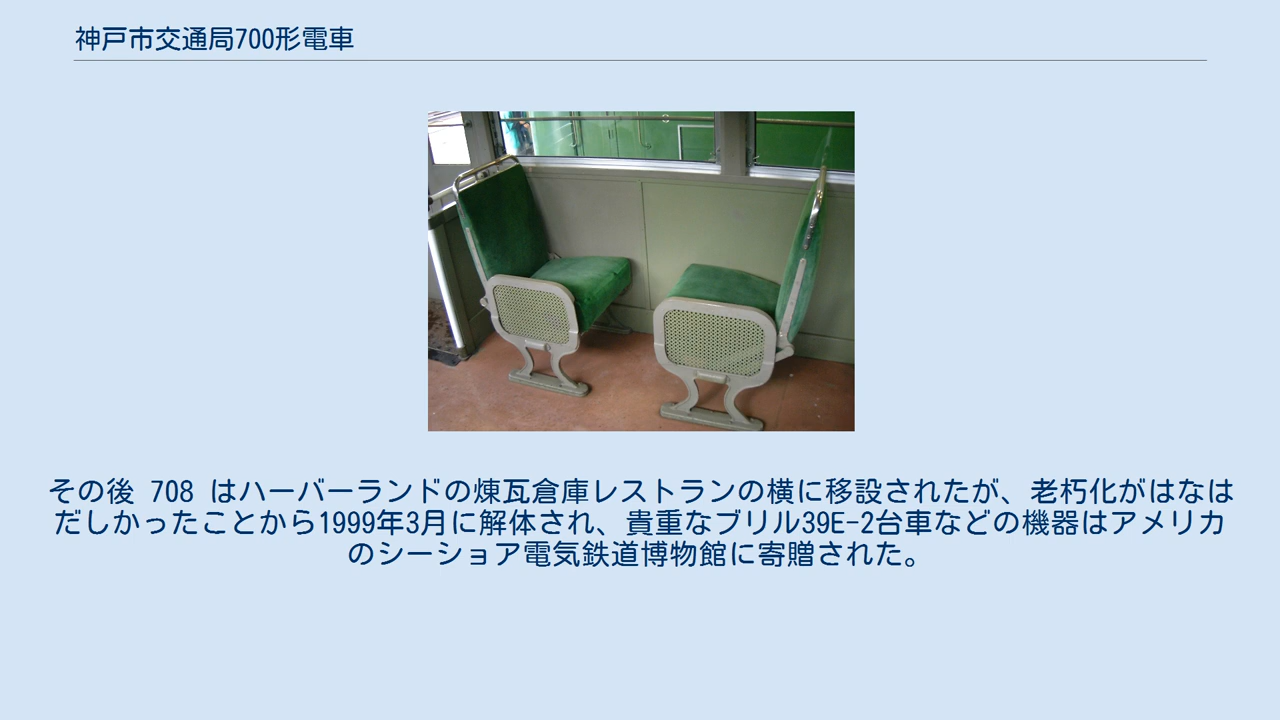 神戸市交通局700形電車
その後 708 はハーバーランドの煉瓦倉庫レストランの横に移設されたが、老朽化がはなは
だしかったことから1999年3月に解体され、貴重なブリル39E-2台車などの機器はアメリカ
のシーショア電気鉄道博物館に寄贈された。